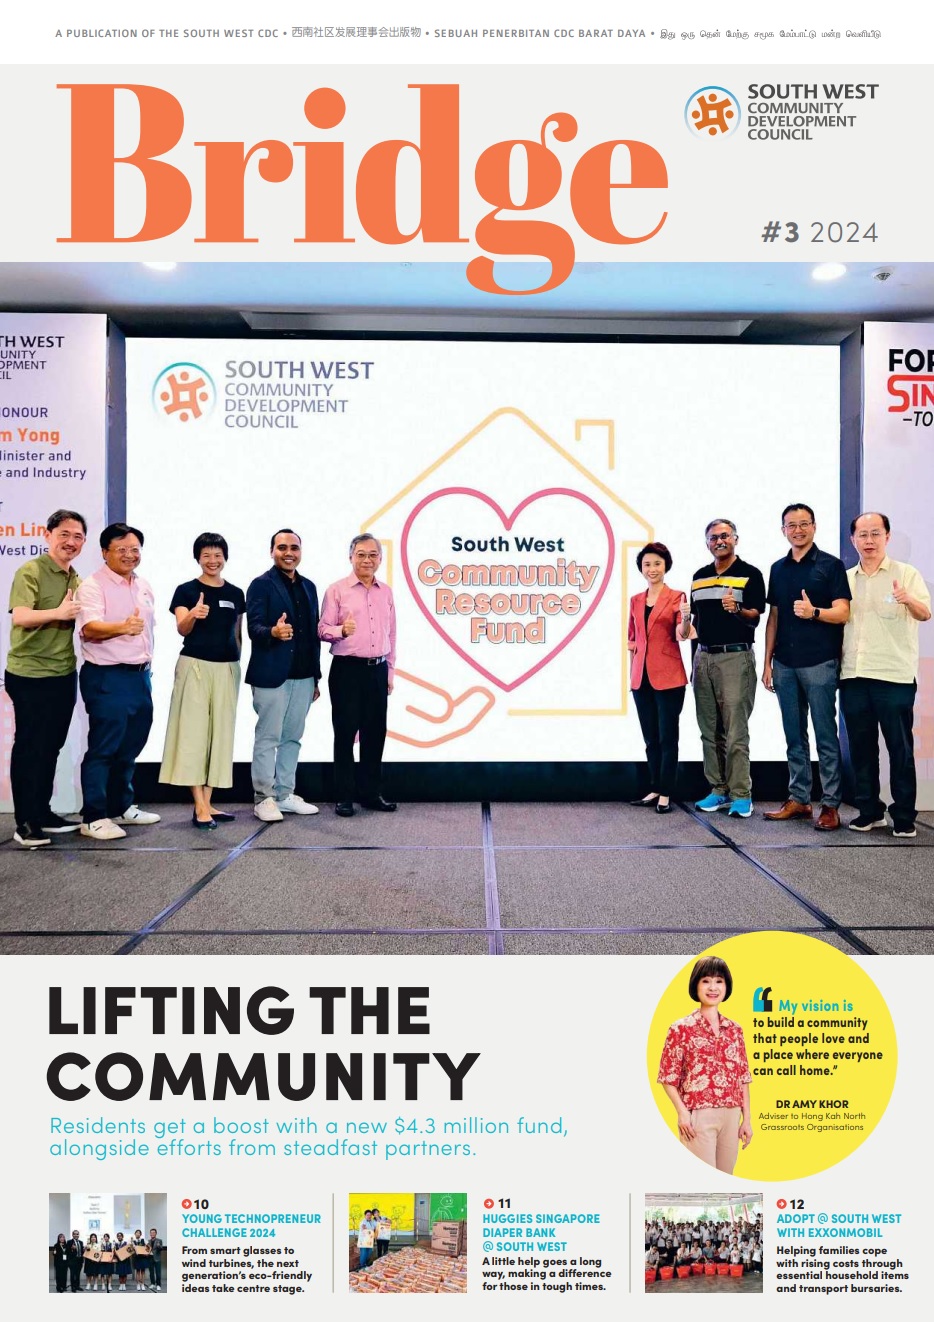 A PUBLICATION OF THE SOUTH WEST CDC • 西南社区发展理事会出版物 • SEBUAH PENERBITAN CDC BARAT DAYA • இது ஒரு தென் மேற்கு சமூக மேம்பாட்டு மன்ற வெளியீடு
Bridge
SOUTH WEST
COMMUNITY
DEVELOPMENT
COUNCIL
#3 2024
TH WEST
UNITY
OPMENT
CIL
HONOUR
m Yong
Minister and
e and Industry
en Lin
West Dis
SOUTH WEST
COMMUNITY
DEVELOPMENT
COUNCIL
South West
Community
Resource
Fund
FOR
SIN
–TO
LIFTING THE
COMMUNITY
Residents get a boost with a new $4.3 million fund,
alongside efforts from steadfast partners.
“ My vision is
to build a community
that people love and
a place where everyone
can call home.”
DR AMY KHOR
Adviser to Hong Kah North
Grassroots Organisations
10
YOUNG TECHNOPRENEUR
CHALLENGE 2024
From smart glasses to
wind turbines, the next
generation’s eco-friendly
ideas take centre stage.
11
HUGGIES SINGAPORE
DIAPER BANK
@ SOUTH WEST
A little help goes a long
way, making a difference
for those in tough times.
12
ADOPT @ SOUTH WEST
WITH EXXONMOBIL
Helping families cope
with rising costs through
essential household items
and transport bursaries.